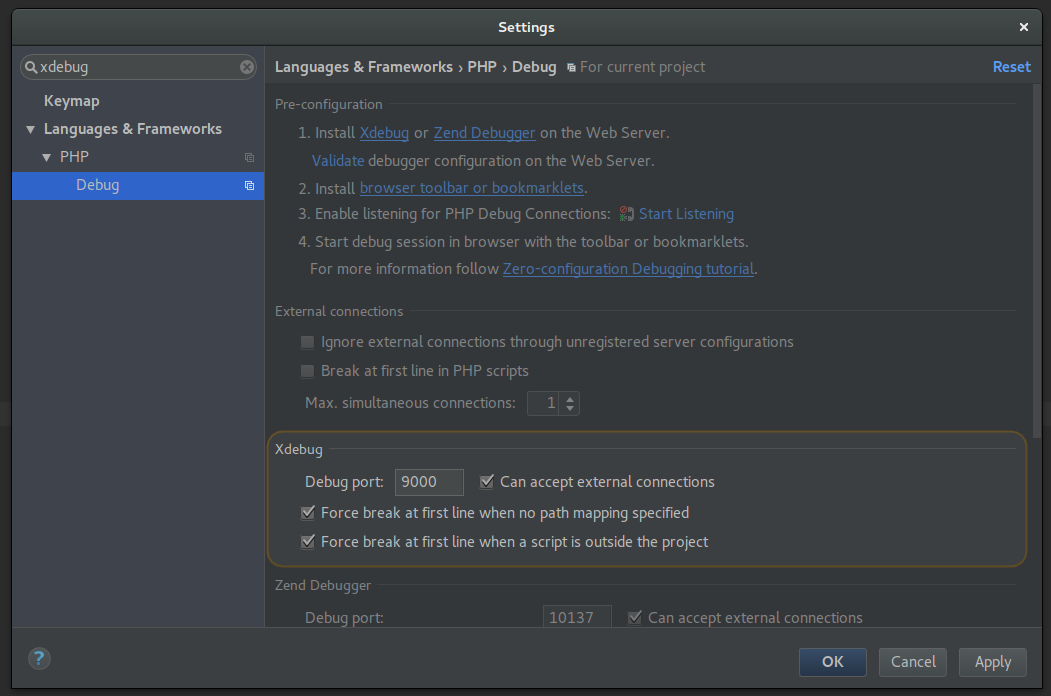 Settings
xdebug
Keymap
Languages & Frameworks
PHP
Debug
Languages & Frameworks › PHP › Debug For current project Reset
Pre-configuration
1. Install Xdebug or Zend Debugger on the Web Server.
Validate debugger configuration on the Web Server.
2. Install browser toolbar or bookmarklets.
3. Enable listening for PHP Debug Connections: Start Listening
4. Start debug session in browser with the toolbar or bookmarklets.
For more information follow Zero-configuration Debugging tutorial.
External connections
Ignore external connections through unregistered server configurations
Break at first line in PHP scripts
Max. simultaneous connections: 1
Xdebug
Debug port: 9000 Can accept external connections
Force break at first line when no path mapping specified
Force break at first line when a script is outside the project
Zend Debugger
Debug port: 10137 Can accept external connections
? OK Cancel Apply